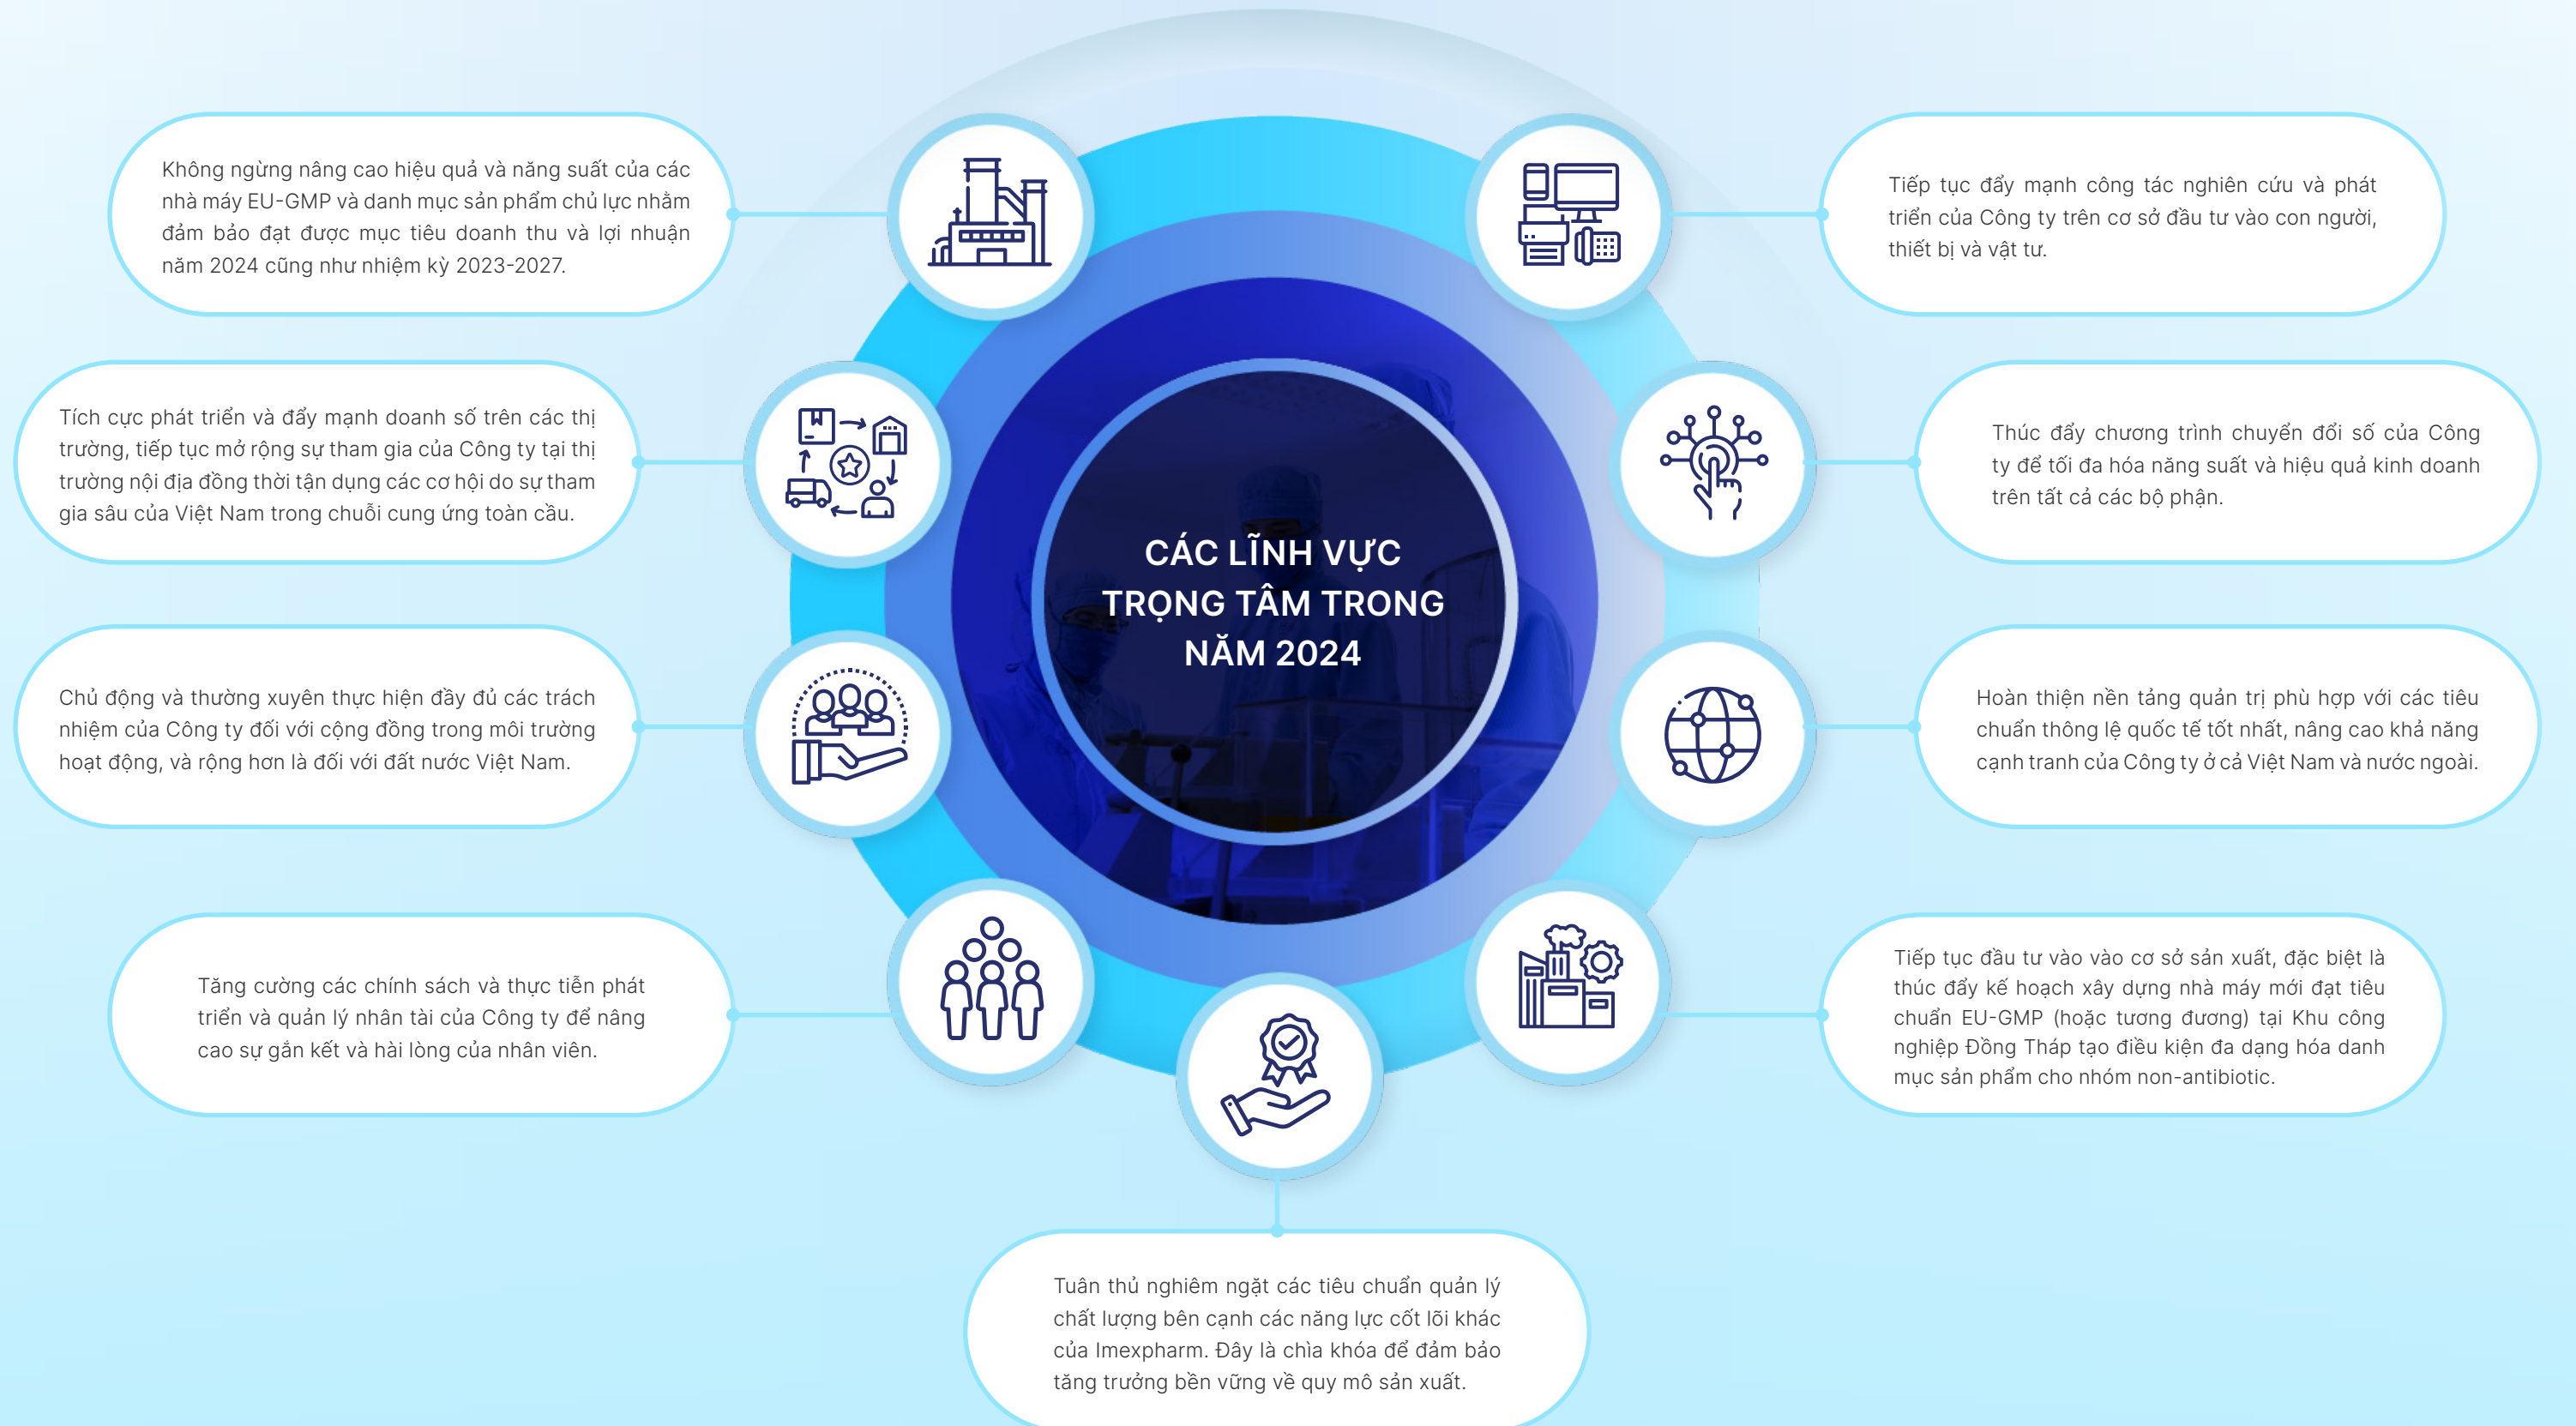 Không ngừng nâng cao hiệu quả và năng suất của các
nhà máy EU-GMP và danh mục sản phẩm chủ lực nhằm
đảm bảo đạt được mục tiêu doanh thu và lợi nhuận
năm 2024 cũng như nhiệm kỳ 2023-2027.
Tích cực phát triển và đẩy mạnh doanh số trên các thị
trường, tiếp tục mở rộng sự tham gia của Công ty tại thị
trường nội địa đồng thời tận dụng các cơ hội do sự tham
gia sâu của Việt Nam trong chuỗi cung ứng toàn cầu.
Chủ động và thường xuyên thực hiện đầy đủ các trách
nhiệm của Công ty đối với cộng đồng trong môi trường
hoạt động, và rộng hơn là đối với đất nước Việt Nam.
Tăng cường các chính sách và thực tiễn phát
triển và quản lý nhân tài của Công ty để nâng
cao sự gắn kết và hài lòng của nhân viên.
CÁC LĨNH VỰC
TRỌNG TÂM TRONG
NĂM 2024
Tiếp tục đẩy mạnh công tác nghiên cứu và phát
triển của Công ty trên cơ sở đầu tư vào con người,
thiết bị và vật tư.
Thúc đẩy chương trình chuyển đổi số của Công
ty để tối đa hóa năng suất và hiệu quả kinh doanh
trên tất cả các bộ phận.
Hoàn thiện nền tảng quản trị phù hợp với các tiêu
chuẩn thông lệ quốc tế tốt nhất, nâng cao khả năng
cạnh tranh của Công ty ở cả Việt Nam và nước ngoài.
Tiếp tục đầu tư vào vào cơ sở sản xuất, đặc biệt là
thúc đẩy kế hoạch xây dựng nhà máy mới đạt tiêu
chuẩn EU-GMP (hoặc tương đương) tại Khu công
nghiệp Đồng Tháp tạo điều kiện đa dạng hóa danh
mục sản phẩm cho nhóm non-antibiotic.
Tuân thủ nghiêm ngặt các tiêu chuẩn quản lý
chất lượng bên cạnh các năng lực cốt lõi khác
của Imexpharm. Đây là chìa khóa để đảm bảo
tăng trưởng bền vững về quy mô sản xuất.